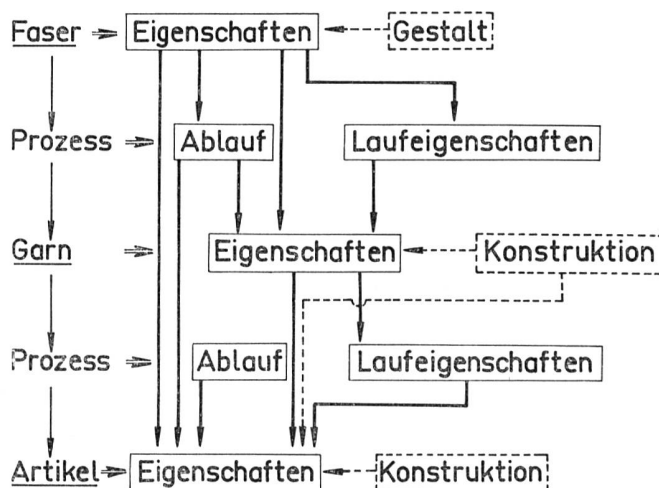 Faser Eigenschaften Gestalt
Prozess Ablauf Laufeigenschaften
Garn Eigenschaften Konstruktion
Prozess Ablauf Laufeigenschaften
Artikel Eigenschaften Konstruktion